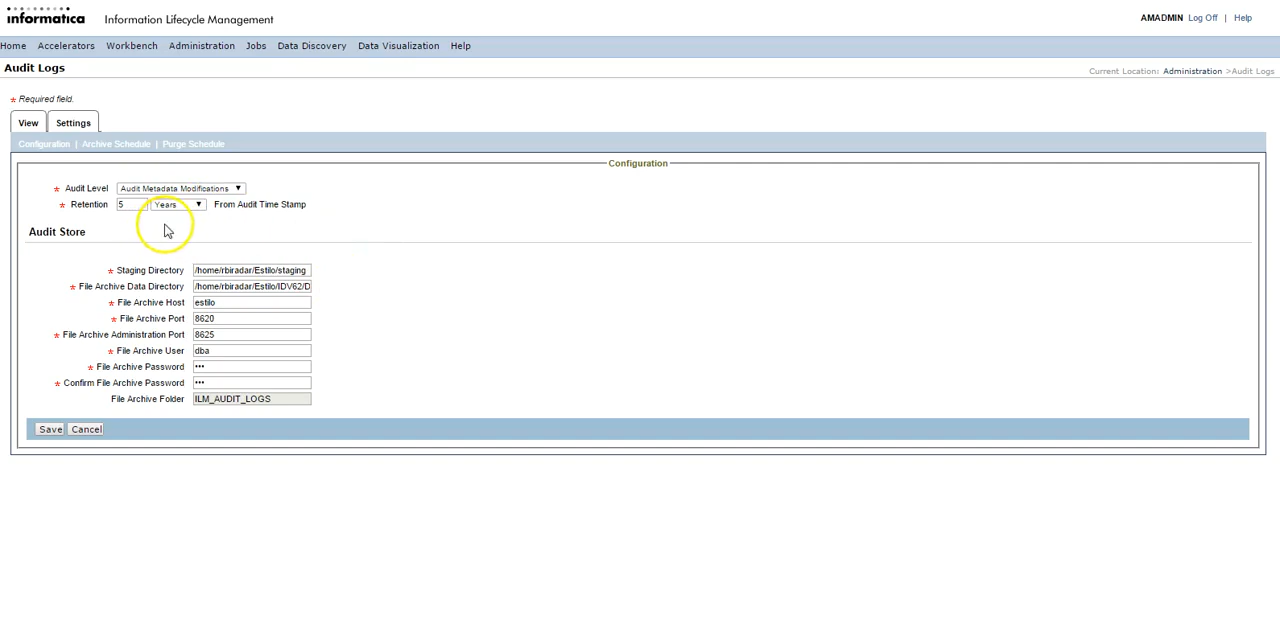 informatica Information Lifecycle Management
AMADMIN Log Off | Help
Home Accelerators Workbench Administration Jobs Data Discovery Data Visualization Help
Audit Logs
Current Location: Administration >Audit Logs
* Required field.
View Settings
Configuration | Archive Schedule | Purge Schedule
Configuration
* Audit Level Audit Metadata Modifications
* Retention 5 Years From Audit Time Stamp
Audit Store
* Staging Directory /home/rbiradar/Estilo/staging
* File Archive Data Directory /home/rbiradar/Estilo/IDV62/D
* File Archive Host estilo
* File Archive Port 8620
* File Archive Administration Port 8625
* File Archive User dba
* File Archive Password •••
* Confirm File Archive Password •••
File Archive Folder ILM_AUDIT_LOGS
Save Cancel